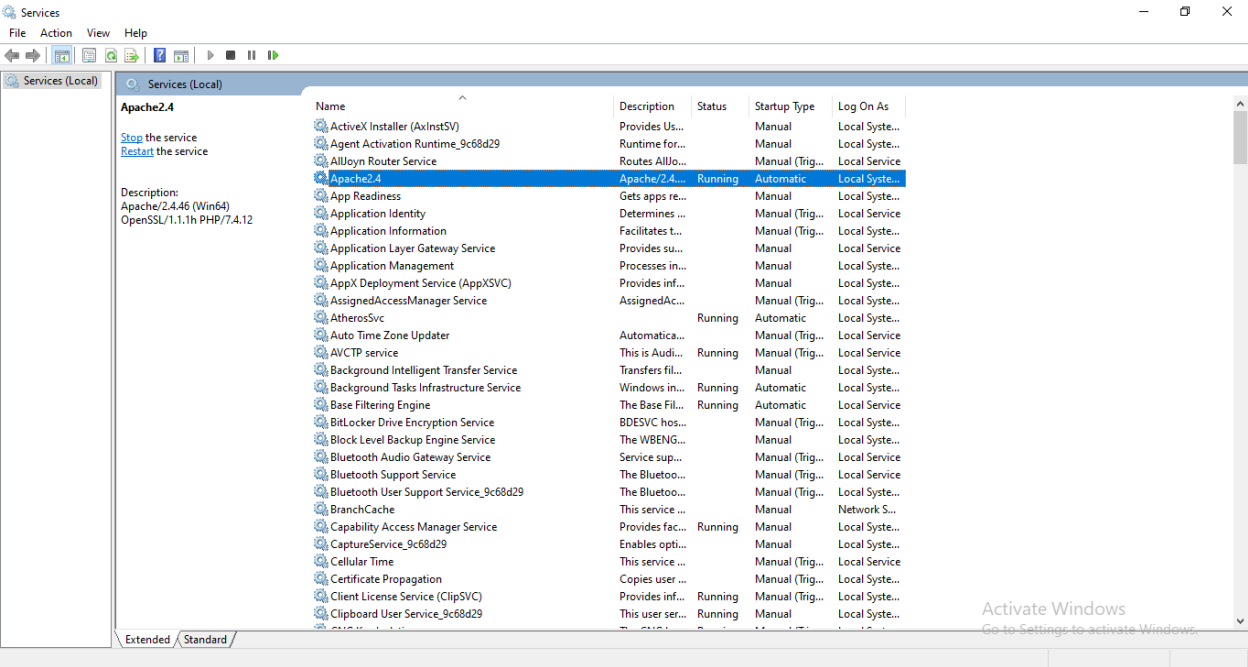 Services
File Action View Help
Services (Local)
Services (Local)
Apache2.4
Stop the service
Restart the service
Description:
Apache/2.4.46 (Win64)
OpenSSL/1.1.1h PHP/7.4.12
Name Description Status Startup Type Log On As
ActiveX Installer (AxInstSV) Provides Us... Manual Local Syste...
Agent Activation Runtime_9c68d29 Runtime for... Manual Local Syste...
AllJoyn Router Service Routes AllJo... Manual (Trig... Local Service
Apache2.4 Apache/2.4.... Running Automatic Local Syste...
App Readiness Gets apps re... Manual Local Syste...
Application Identity Determines ... Manual (Trig... Local Service
Application Information Facilitates t... Manual (Trig... Local Syste...
Application Layer Gateway Service Provides su... Manual Local Service
Application Management Processes in... Manual Local Syste...
AppX Deployment Service (AppXSVC) Provides inf... Manual Local Syste...
AssignedAccessManager Service AssignedAc... Manual (Trig... Local Syste...
AtherosSvc Running Automatic Local Syste...
Auto Time Zone Updater Automatica... Manual (Trig... Local Service
AVCTP service This is Audi... Running Manual (Trig... Local Service
Background Intelligent Transfer Service Transfers fil... Manual Local Syste...
Background Tasks Infrastructure Service Windows in... Running Automatic Local Syste...
Base Filtering Engine The Base Fil... Running Automatic Local Service
BitLocker Drive Encryption Service BDESVC hos... Manual (Trig... Local Syste...
Block Level Backup Engine Service The WBENG... Manual Local Syste...
Bluetooth Audio Gateway Service Service sup... Manual (Trig... Local Service
Bluetooth Support Service The Bluetoo... Manual (Trig... Local Service
Bluetooth User Support Service_9c68d29 The Bluetoo... Manual (Trig... Local Syste...
BranchCache This service ... Manual Network S...
Capability Access Manager Service Provides fac... Running Manual Local Syste...
CaptureService_9c68d29 Enables opti... Manual Local Syste...
Cellular Time This service ... Manual (Trig... Local Service
Certificate Propagation Copies user ... Manual (Trig... Local Syste...
Client License Service (ClipSVC) Provides inf... Running Manual (Trig... Local Syste...
Clipboard User Service_9c68d29 This user ser... Running Manual Local Syste...
Activate Windows
Go to Settings to activate Windows.
Extended Standard